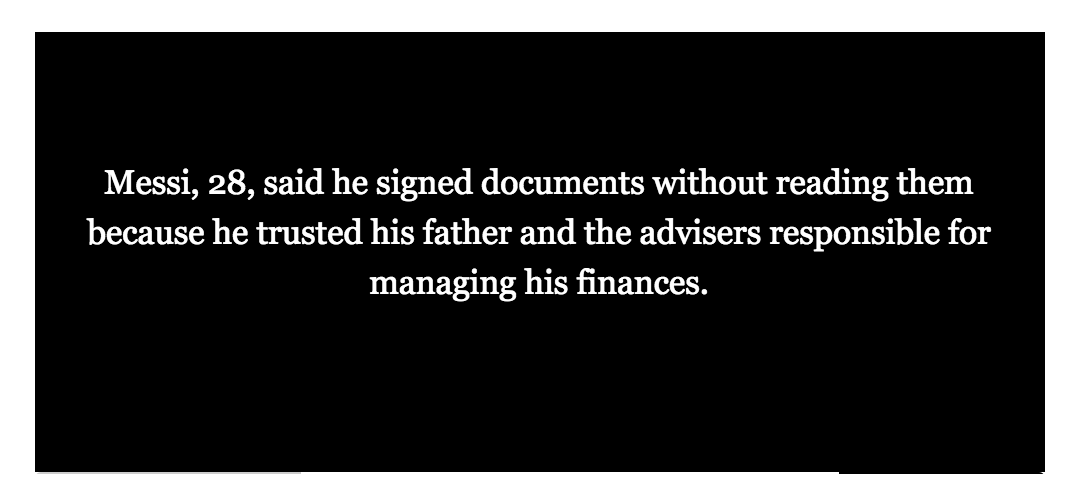 Messi, 28, said he signed documents without reading them
because he trusted his father and the advisers responsible for
managing his finances.